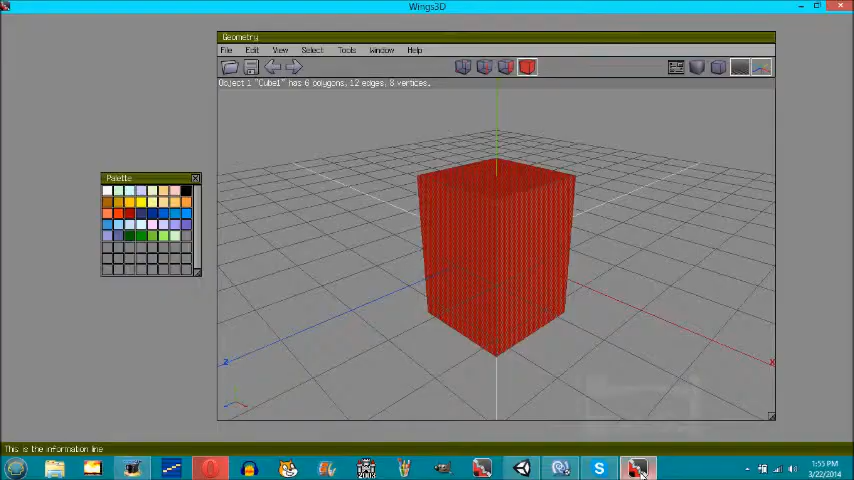 Wings3D
Geometry
File Edit View Select Tools Window Help
Object 1 "Cube1" has 6 polygons, 12 edges, 8 vertices.
Palette
Z
X
This is the information line
2003
1:55 PM
3/22/2014